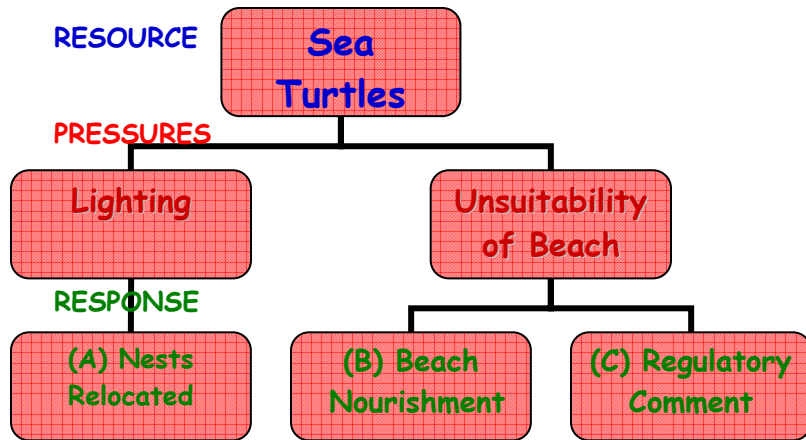 RESOURCE
Sea
Turtles
PRESSURES
Lighting
Unsuitability
of Beach
RESPONSE
(A) Nests
Relocated
(B) Beach
Nourishment
(C) Regulatory
Comment